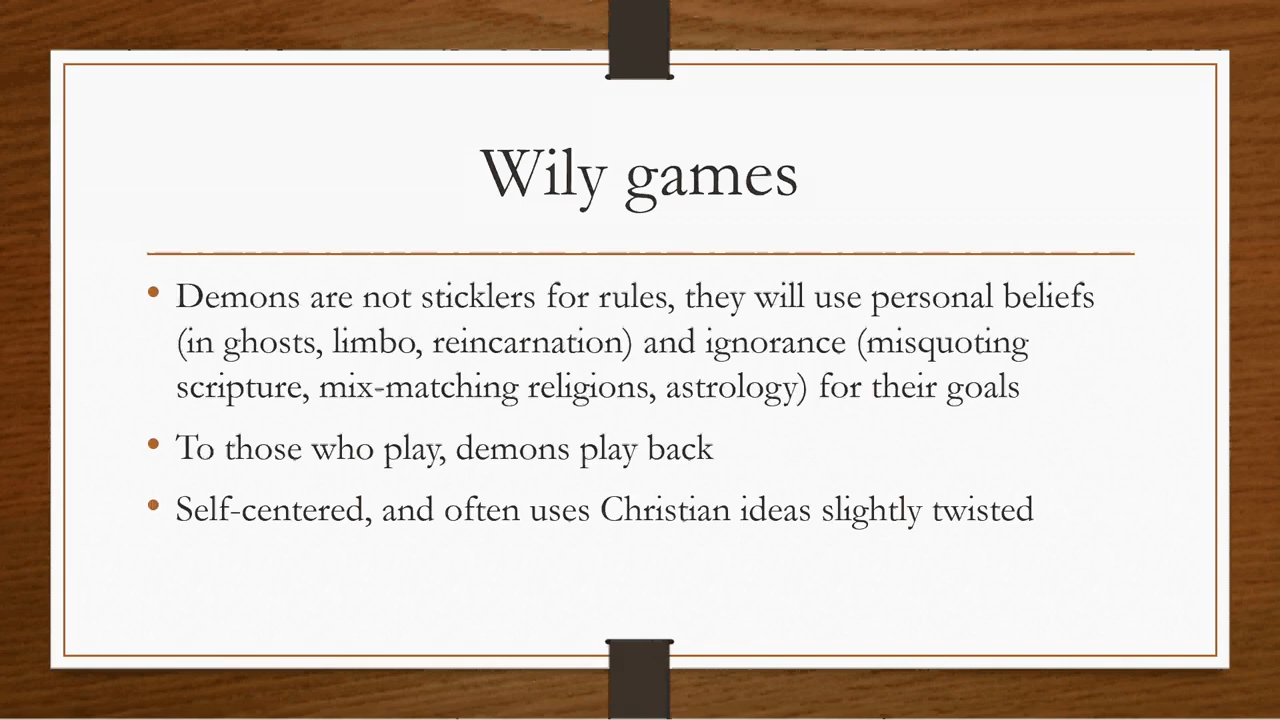 Wily games
• Demons are not sticklers for rules, they will use personal beliefs
(in ghosts, limbo, reincarnation) and ignorance (misquoting
scripture, mix-matching religions, astrology) for their goals
• To those who play, demons play back
• Self-centered, and often uses Christian ideas slightly twisted